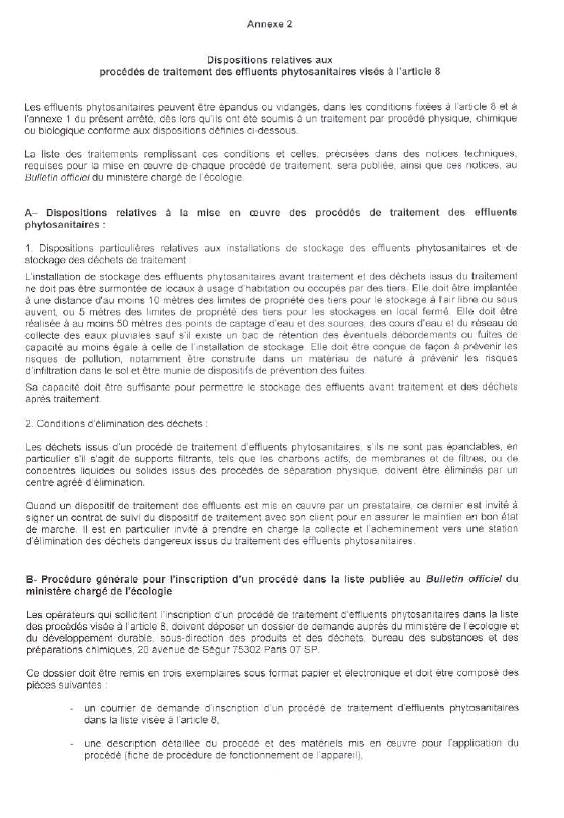 Annexe 2
Dispositions relatives aux
procédés de traitement des effluents phytosanitaires visés à l'article 8
Les effluents phytosanitaires peuvent être épandus ou vidangés, dans les conditions fixées à l'article 8 et à
l'annexe 1 du présent arrêté, dès lors qu'ils ont été soumis à un traitement par procédé physique, chimique
ou biologique conforme aux dispositions définies ci-dessous.
La liste des traitements remplissant ces conditions et celles, précisées dans des notices techniques,
requises pour la mise en œuvre de chaque procédé de traitement, sera publiée, ainsi que ces notices, au
Bulletin officiel du ministère chargé de l'écologie.
A– Dispositions relatives à la mise en œuvre des procédés de traitement des effluents
phytosanitaires :
1. Dispositions particulières relatives aux installations de stockage des effluents phytosanitaires et de
stockage des déchets de traitement :
L'installation de stockage des effluents phytosanitaires avant traitement et des déchets issus du traitement
ne doit pas être surmontée de locaux à usage d'habitation ou occupés par des tiers. Elle doit être implantée
à une distance d'au moins 10 mètres des limites de propriété des tiers pour le stockage à l'air libre ou sous
auvent, ou 5 mètres des limites de propriété des tiers pour les stockages en local fermé. Elle doit être
réalisée à au moins 50 mètres des points de captage d'eau et des sources, des cours d'eau et du réseau de
collecte des eaux pluviales sauf s'il existe un bac de rétention des éventuels débordements ou fuites de
capacité au moins égale à celle de l'installation de stockage. Elle doit être conçue de façon à prévenir les
risques de pollution, notamment être construite dans un matériau de nature à prévenir les risques
d'infiltration dans le sol et être munie de dispositifs de prévention des fuites.
Sa capacité doit être suffisante pour permettre le stockage des effluents avant traitement et des déchets
après traitement.
2. Conditions d'élimination des déchets :
Les déchets issus d'un procédé de traitement d'effluents phytosanitaires, s'ils ne sont pas épandables, en
particulier s'il s'agit de supports filtrants, tels que les charbons actifs, de membranes et de filtres, ou de
concentrés liquides ou solides issus des procédés de séparation physique, doivent être éliminés par un
centre agréé d'élimination.
Quand un dispositif de traitement des effluents est mis en œuvre par un prestataire, ce dernier est invité à
signer un contrat de suivi du dispositif de traitement avec son client pour en assurer le maintien en bon état
de marche. Il est en particulier invité à prendre en charge la collecte et l'acheminement vers une station
d'élimination des déchets dangereux issus du traitement des effluents phytosanitaires.
B- Procédure générale pour l'inscription d'un procédé dans la liste publiée au Bulletin officiel du
ministère chargé de l'écologie
Les opérateurs qui sollicitent l'inscription d'un procédé de traitement d'effluents phytosanitaires dans la liste
des procédés visée à l'article 8, doivent déposer un dossier de demande auprès du ministère de l'écologie et
du développement durable, sous-direction des produits et des déchets, bureau des substances et des
préparations chimiques, 20 avenue de Ségur 75302 Paris 07 SP.
Ce dossier doit être remis en trois exemplaires sous format papier et électronique et doit être composé des
pièces suivantes :
- un courrier de demande d'inscription d'un procédé de traitement d'effluents phytosanitaires
dans la liste visée à l'article 8,
- une description détaillée du procédé et des matériels mis en œuvre pour l'application du
procédé (fiche de procédure de fonctionnement de l'appareil),